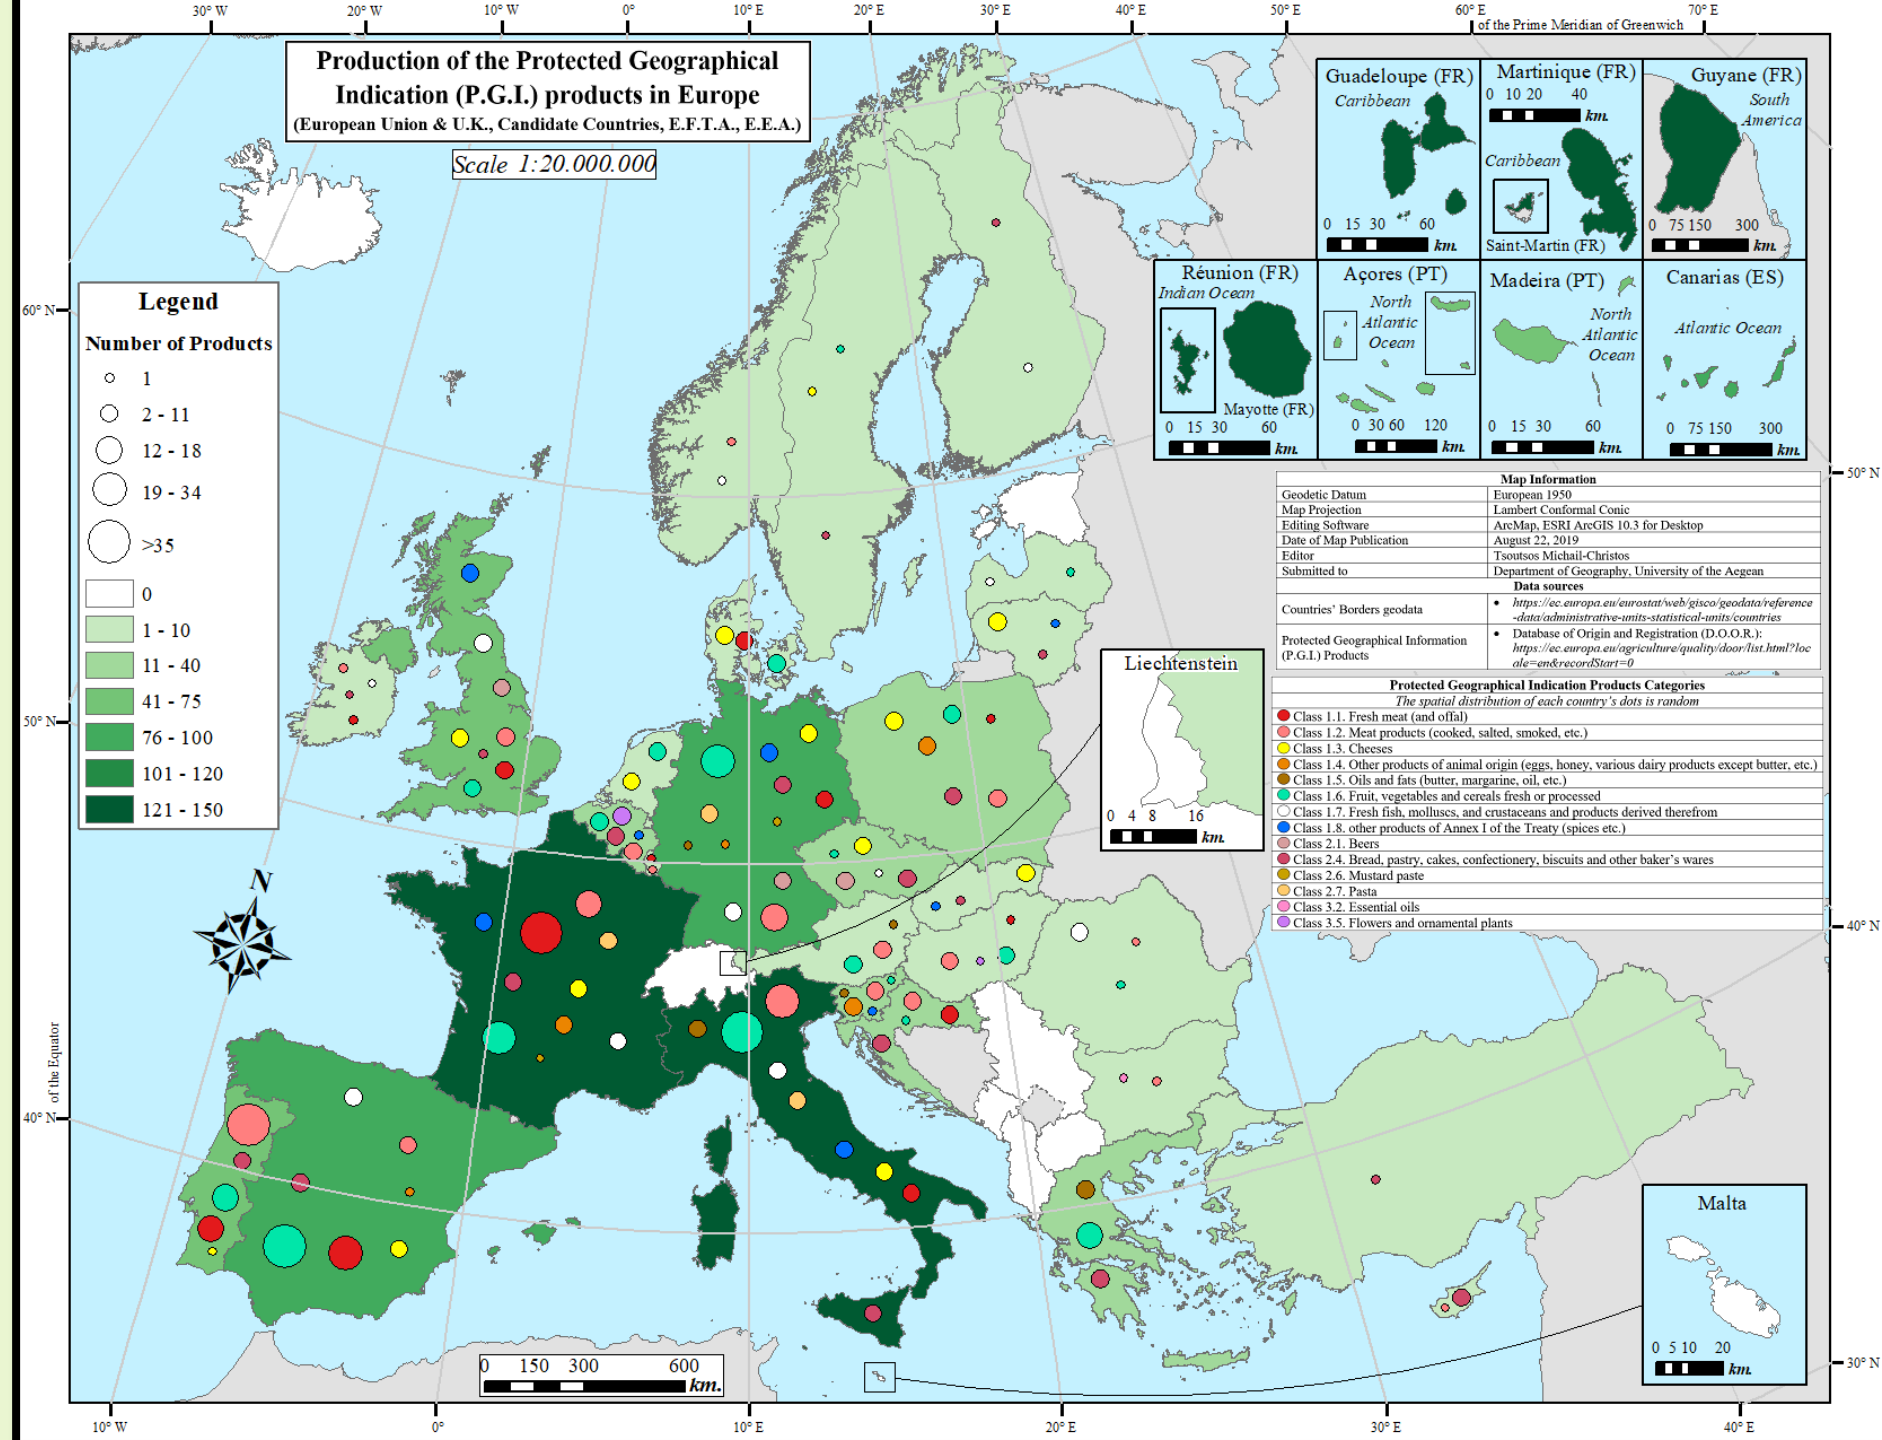 30° W 20° W 10° W 0° 10° E 20° E 30° E 40° E 50° E 60° E 70° E
of the Prime Meridian of Greenwich
Production of the Protected Geographical
Indication (P.G.I.) products in Europe
(European Union & U.K., Candidate Countries, E.F.T.A., E.E.A.)
Scale 1:20.000.000
Guadeloupe (FR)
Caribbean
0 15 30 60
km.
Martinique (FR)
0 10 20 40
km.
Caribbean
Saint-Martin (FR)
Guyane (FR)
South
America
0 75 150 300
km.
Réunion (FR)
Indian Ocean
Mayotte (FR)
0 15 30 60
km.
Açores (PT)
North
Atlantic
Ocean
0 30 60 120
km.
Madeira (PT)
North
Atlantic
Ocean
0 15 30 60
km.
Canarias (ES)
Atlantic Ocean
0 75 150 300
km.
60° N
50° N
40° N
of the Equator
50° N
40° N
30° N
Legend
Number of Products
1
2 - 11
12 - 18
19 - 34
>35
0
1 - 10
11 - 40
41 - 75
76 - 100
101 - 120
121 - 150
N
Map Information
Geodetic Datum European 1950
Map Projection Lambert Conformal Conic
Editing Software ArcMap, ESRI ArcGIS 10.3 for Desktop
Date of Map Publication August 22, 2019
Editor Tsoutsos Michail-Christos
Submitted to Department of Geography, University of the Aegean
Data sources
Countries' Borders geodata • https://ec.europa.eu/eurostat/web/gisco/geodata/reference
-data/administrative-units-statistical-units/countries
Protected Geographical Information
(P.G.I.) Products
• Database of Origin and Registration (D.O.O.R.):
https://ec.europa.eu/agriculture/quality/door/list.html?loc
ale=en&recordStart=0
Liechtenstein
0 4 8 16
km.
Protected Geographical Indication Products Categories
The spatial distribution of each country's dots is random
Class 1.1. Fresh meat (and offal)
Class 1.2. Meat products (cooked, salted, smoked, etc.)
Class 1.3. Cheeses
Class 1.4. Other products of animal origin (eggs, honey, various dairy products except butter, etc.)
Class 1.5. Oils and fats (butter, margarine, oil, etc.)
Class 1.6. Fruit, vegetables and cereals fresh or processed
Class 1.7. Fresh fish, molluscs, and crustaceans and products derived therefrom
Class 1.8. other products of Annex I of the Treaty (spices etc.)
Class 2.1. Beers
Class 2.4. Bread, pastry, cakes, confectionery, biscuits and other baker's wares
Class 2.6. Mustard paste
Class 2.7. Pasta
Class 3.2. Essential oils
Class 3.5. Flowers and ornamental plants
Malta
0 5 10 20
km.
0 150 300 600
km.
10° W 0° 10° E 20° E 30° E 40° E